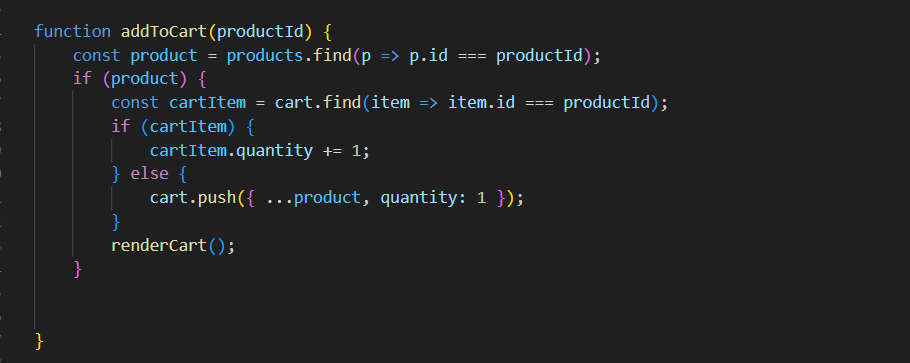 function addToCart(productId) {
    const product = products.find(p => p.id === productId);
    if (product) {
        const cartItem = cart.find(item => item.id === productId);
        if (cartItem) {
            cartItem.quantity += 1;
        } else {
            cart.push({ ...product, quantity: 1 });
        }
        renderCart();
    }
}